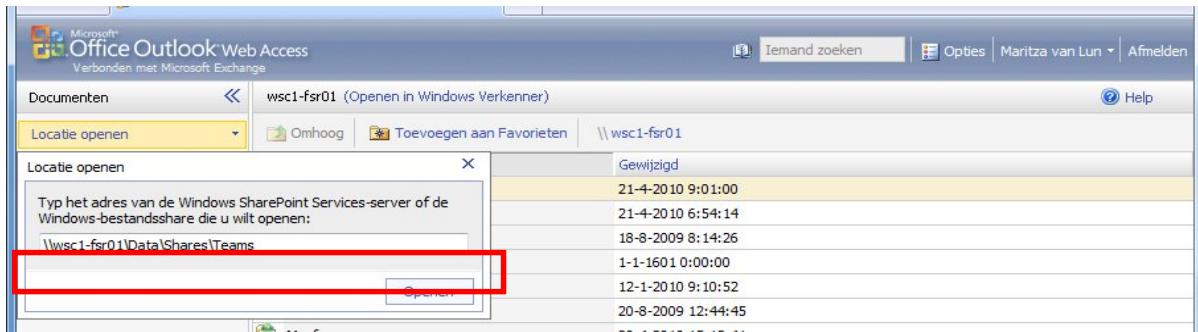 Microsoft®
Office Outlook® Web Access
Verbonden met Microsoft Exchange
Iemand zoeken
Opties
Maritza van Lun
Afmelden
Documenten
wsc1-fsr01 (Openen in Windows Verkenner)
Help
Locatie openen
Omhoog
Toevoegen aan Favorieten
\\ wsc1-fsr01
Locatie openen
Typ het adres van de Windows SharePoint Services-server of de
Windows-bestandsshare die u wilt openen:
\\wsc1-fsr01\Data\Shares\Teams
Openen
Gewijzigd
21-4-2010 9:01:00
21-4-2010 6:54:14
18-8-2009 8:14:26
1-1-1601 0:00:00
12-1-2010 9:10:52
20-8-2009 12:44:45